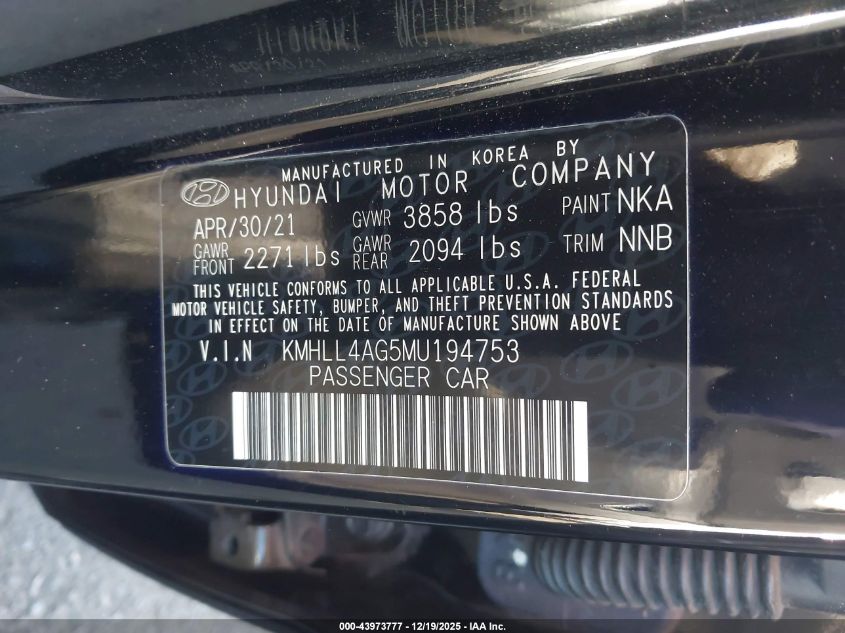 MANUFACTURED IN KOREA BY
HYUNDAI MOTOR COMPANY
APR/30/21 GVWR 3858 lbs PAINT NKA
GAWR FRONT 2271 lbs GAWR REAR 2094 lbs TRIM NNB
THIS VEHICLE CONFORMS TO ALL APPLICABLE U.S.A. FEDERAL
MOTOR VEHICLE SAFETY, BUMPER, AND THEFT PREVENTION STANDARDS
IN EFFECT ON THE DATE OF MANUFACTURE SHOWN ABOVE
V.I.N KMHLL4AG5MU194753
PASSENGER CAR
000-43973777 - 12/19/2025 - IAA Inc.